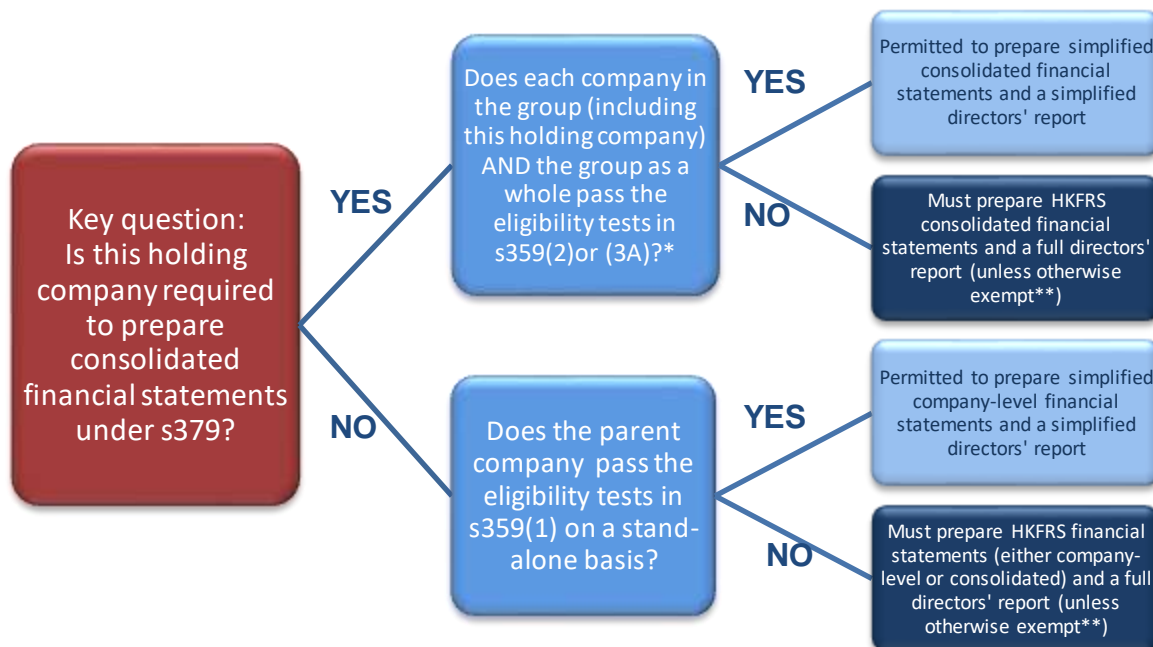 Key question:
Is this holding
company required
to prepare
consolidated
financial statements
under s379?
YES
Does each company in
the group (including
this holding company)
AND the group as a
whole pass the
eligibility tests in
s359(2)or (3A)?*
YES
Permitted to prepare simplified
consolidated financial
statements and a simplified
directors' report
NO
Must prepare HKFRS
consolidated financial
statements and a full directors'
report (unless otherwise
exempt**)
NO
Does the parent
company pass the
eligibility tests in
s359(1) on a stand-
alone basis?
YES
Permitted to prepare simplified
company-level financial
statements and a simplified
directors' report
NO
Must prepare HKFRS financial
statements (either company-
level or consolidated) and a full
directors' report (unless
otherwise exempt**)